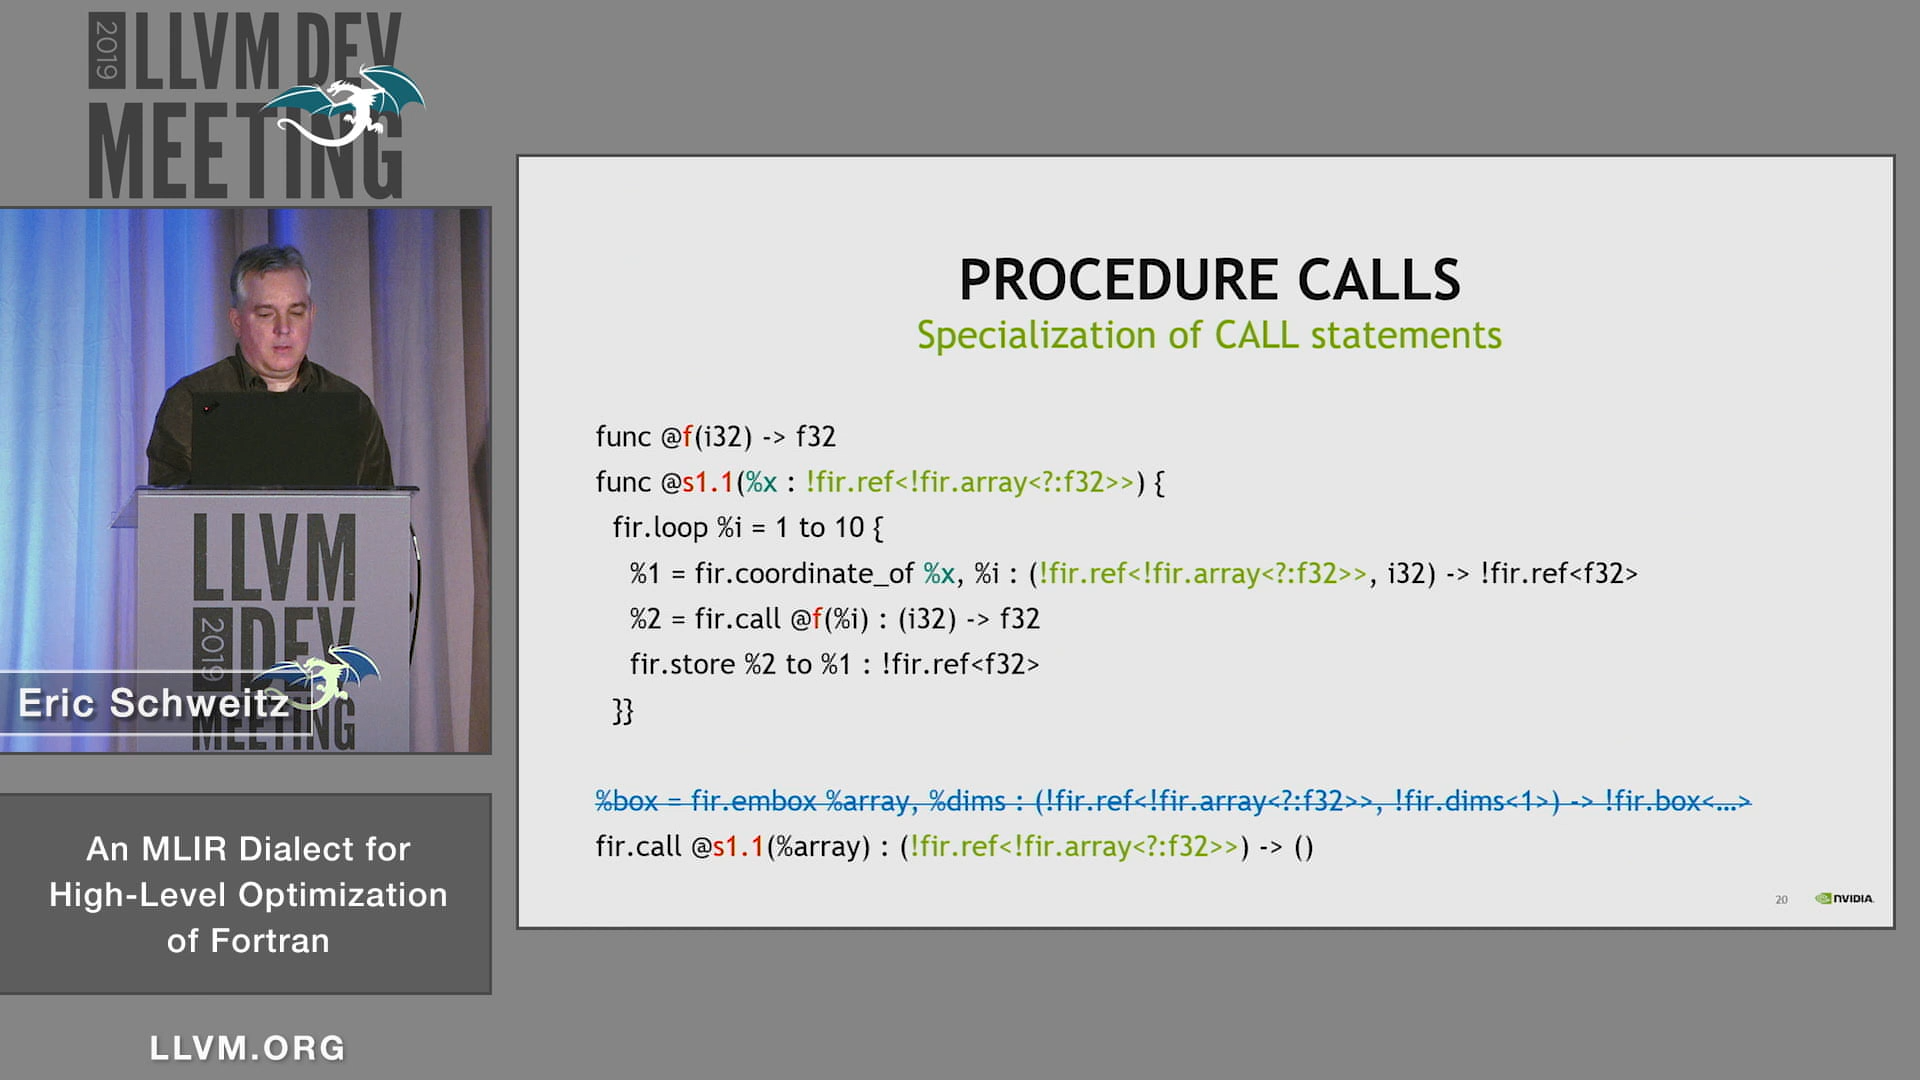 2019 LLVM DEV
MEETING
LLVM
2019 DEV
MEETING
Eric Schweitz
An MLIR Dialect for
High-Level Optimization
of Fortran
LLVM.ORG
PROCEDURE CALLS
Specialization of CALL statements
func @f(i32) -> f32
func @s1.1(%x : !fir.ref<!fir.array<?:f32>>) {
fir.loop %i = 1 to 10 {
%1 = fir.coordinate_of %x, %i : (!fir.ref<!fir.array<?:f32>>, i32) -> !fir.ref<f32>
%2 = fir.call @f(%i) : (i32) -> f32
fir.store %2 to %1 : !fir.ref<f32>
}}
%box = fir.embox %array, %dims : (!fir.ref<!fir.array<?:f32>>, !fir.dims<1>) -> !fir.box<...>
fir.call @s1.1(%array) : (!fir.ref<!fir.array<?:f32>>) -> ()
20 NVIDIA.